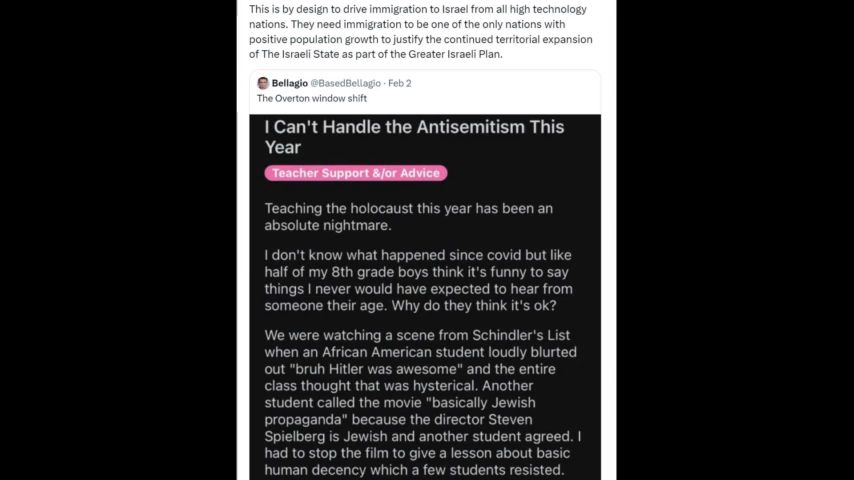 This is by design to drive immigration to Israel from all high technology
nations. They need immigration to be one of the only nations with
positive population growth to justify the continued territorial expansion
of The Israeli State as part of the Greater Israeli Plan.
Bellagio @BasedBellagio · Feb 2
The Overton window shift
I Can't Handle the Antisemitism This
Year
Teacher Support &/or Advice
Teaching the holocaust this year has been an
absolute nightmare.
I don't know what happened since covid but like
half of my 8th grade boys think it's funny to say
things I never would have expected to hear from
someone their age. Why do they think it's ok?
We were watching a scene from Schindler's List
when an African American student loudly blurted
out "bruh Hitler was awesome" and the entire
class thought that was hysterical. Another
student called the movie "basically Jewish
propaganda" because the director Steven
Spielberg is Jewish and another student agreed. I
had to stop the film to give a lesson about basic
human decency which a few students resisted.